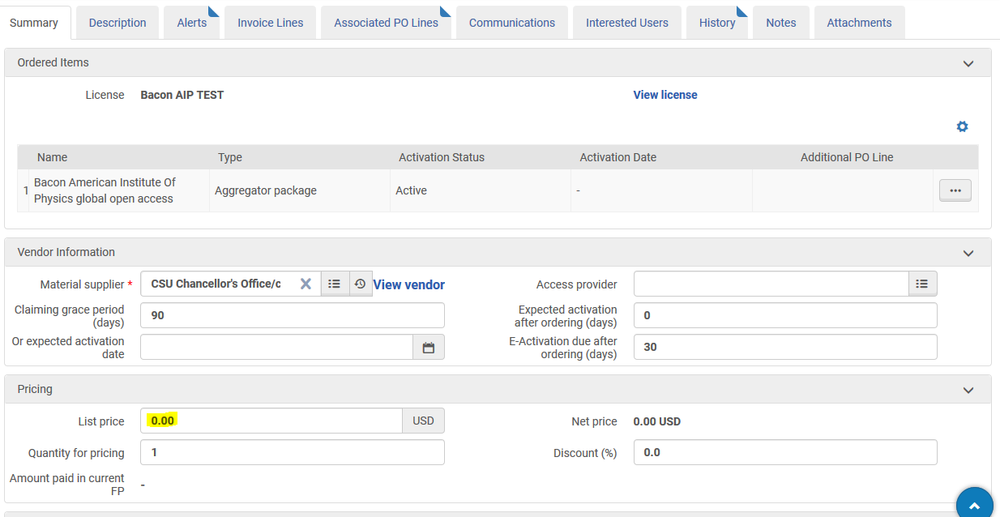 Summary Description Alerts Invoice Lines Associated PO Lines Communications Interested Users History Notes Attachments
Ordered Items
License Bacon AIP TEST View license
Name Type Activation Status Activation Date Additional PO Line
1 Bacon American Institute Of Physics global open access Aggregator package Active -
Vendor Information
Material supplier * CSU Chancellor's Office/c View vendor Access provider
Claiming grace period (days) 90 Expected activation after ordering (days) 0
Or expected activation date E-Activation due after ordering (days) 30
Pricing
List price 0.00 USD Net price 0.00 USD
Quantity for pricing 1 Discount (%) 0.0
Amount paid in current FP -